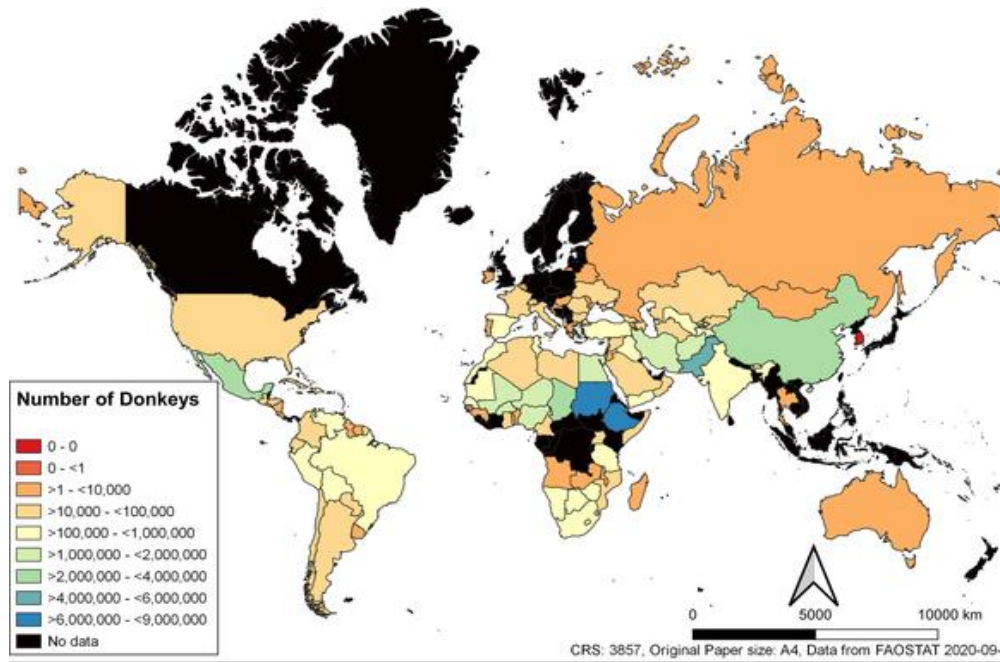 Number of Donkeys
0 - 0
0 - <1
>1 - <10,000
>10,000 - <100,000
>100,000 - <1,000,000
>1,000,000 - <2,000,000
>2,000,000 - <4,000,000
>4,000,000 - <6,000,000
>6,000,000 - <9,000,000
No data
0 5000 10000 km
CRS: 3857, Original Paper size: A4, Data from FAOSTAT 2020-09-